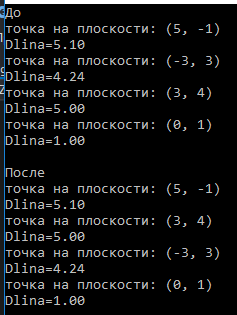 До
точка на плоскости: (5, -1)
Dlina=5.10
точка на плоскости: (-3, 3)
Dlina=4.24
точка на плоскости: (3, 4)
Dlina=5.00
точка на плоскости: (0, 1)
Dlina=1.00

После
точка на плоскости: (5, -1)
Dlina=5.10
точка на плоскости: (3, 4)
Dlina=5.00
точка на плоскости: (-3, 3)
Dlina=4.24
точка на плоскости: (0, 1)
Dlina=1.00